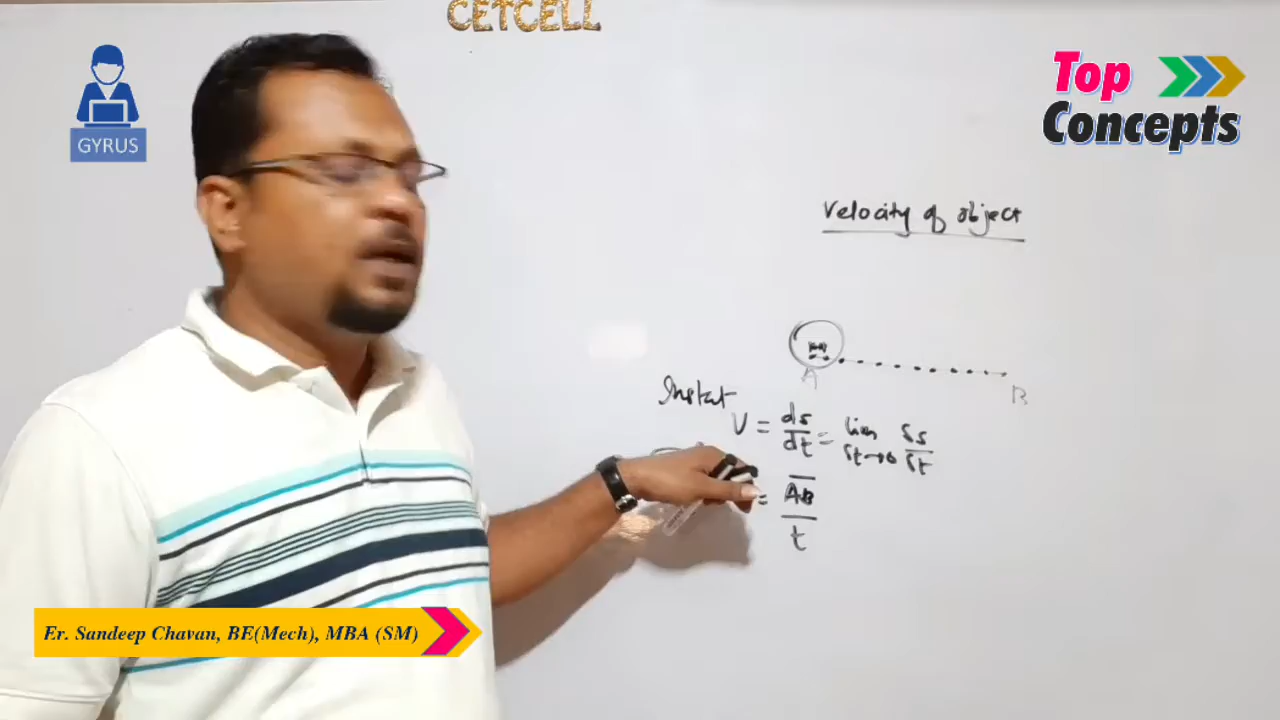 CETCELL
GYRUS
Top
Concepts
Velocity of object
A
B
Instat
V = ds/dt = lim δt→0 δs/δt
= AB/t
Er. Sandeep Chavan, BE(Mech), MBA (SM)